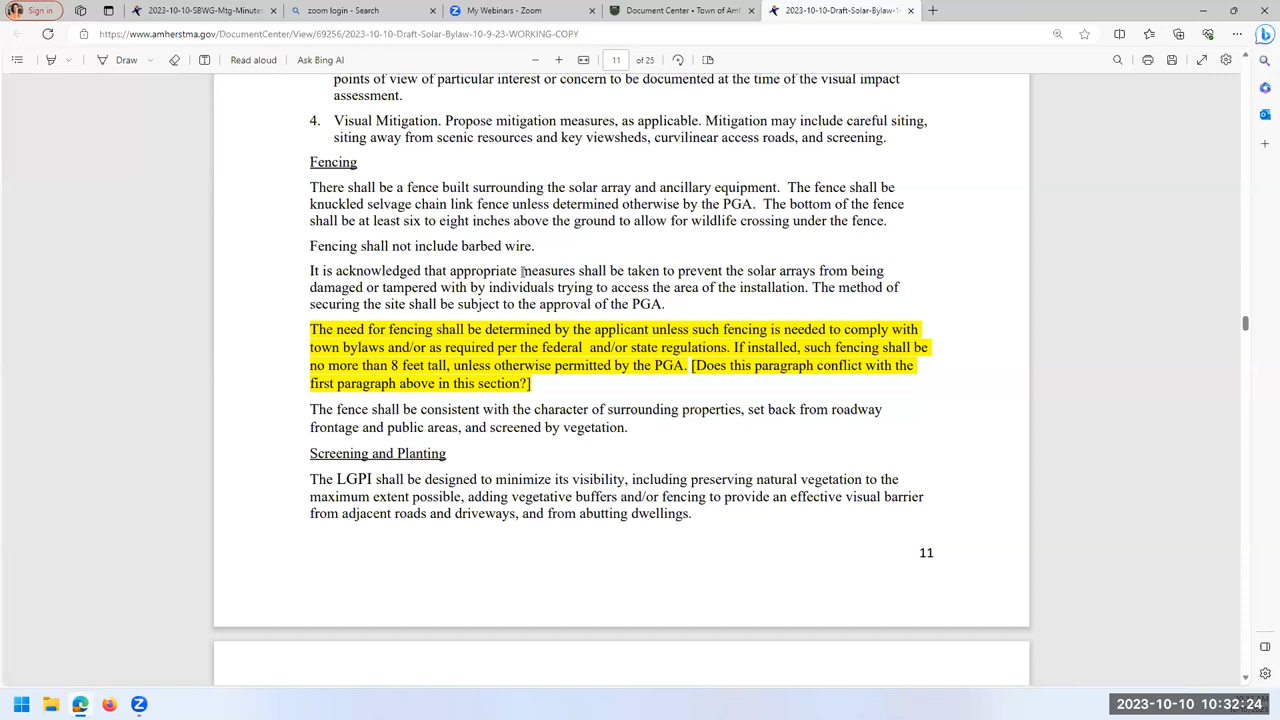 Sign in
2023-10-10-SBWG-Mtg-Minutes
zoom login - Search
My Webinars - Zoom
Document Center • Town of Am
2023-10-10-Draft-Solar-Bylaw-1
https://www.amherstma.gov/DocumentCenter/View/69256/2023-10-10-Draft-Solar-Bylaw-10-9-23-WORKING-COPY
Draw
Read aloud
Ask Bing AI
11
of 25
points of view of particular interest or concern to be documented at the time of the visual impact
assessment.
4. Visual Mitigation. Propose mitigation measures, as applicable. Mitigation may include careful siting,
siting away from scenic resources and key viewsheds, curvilinear access roads, and screening.
Fencing
There shall be a fence built surrounding the solar array and ancillary equipment. The fence shall be
knuckled selvage chain link fence unless determined otherwise by the PGA. The bottom of the fence
shall be at least six to eight inches above the ground to allow for wildlife crossing under the fence.
Fencing shall not include barbed wire.
It is acknowledged that appropriate measures shall be taken to prevent the solar arrays from being
damaged or tampered with by individuals trying to access the area of the installation. The method of
securing the site shall be subject to the approval of the PGA.
The need for fencing shall be determined by the applicant unless such fencing is needed to comply with
town bylaws and/or as required per the federal and/or state regulations. If installed, such fencing shall be
no more than 8 feet tall, unless otherwise permitted by the PGA. [Does this paragraph conflict with the
first paragraph above in this section?]
The fence shall be consistent with the character of surrounding properties, set back from roadway
frontage and public areas, and screened by vegetation.
Screening and Planting
The LGPI shall be designed to minimize its visibility, including preserving natural vegetation to the
maximum extent possible, adding vegetative buffers and/or fencing to provide an effective visual barrier
from adjacent roads and driveways, and from abutting dwellings.
11
2023-10-10 10:32:24